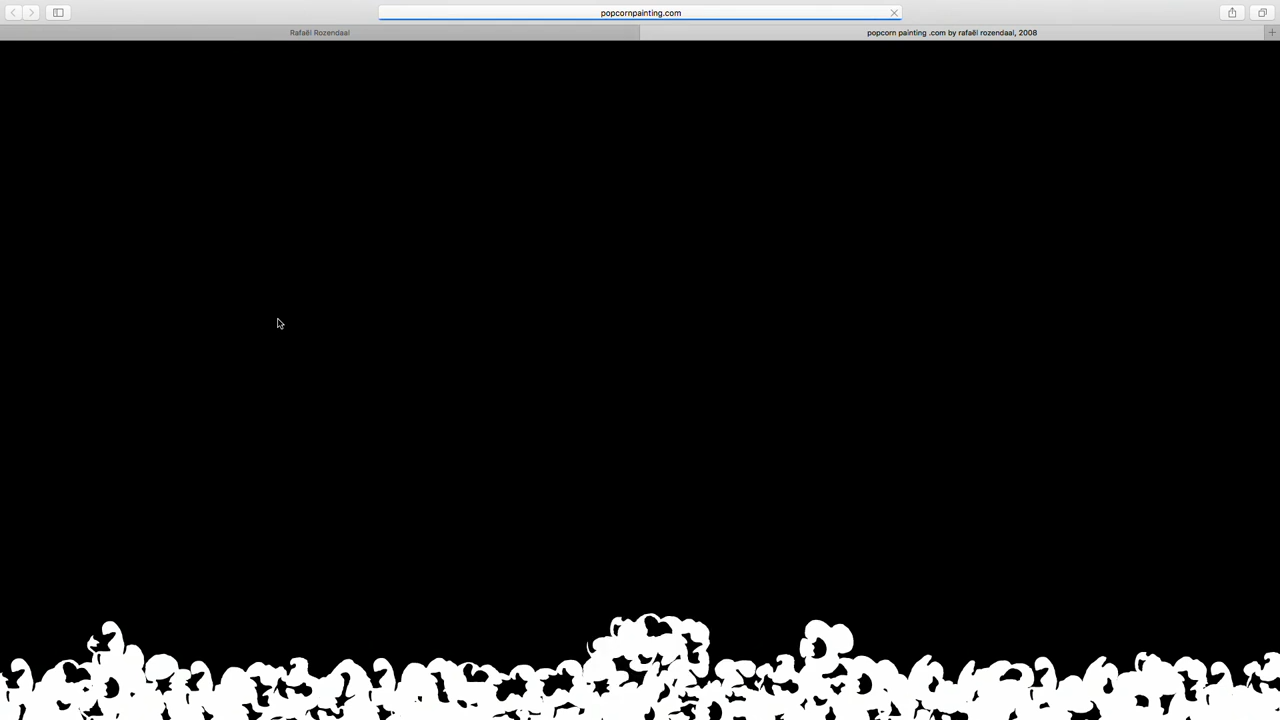 popcornpainting.com
Rafaël Rozendaal
popcorn painting .com by rafaël rozendaal, 2008